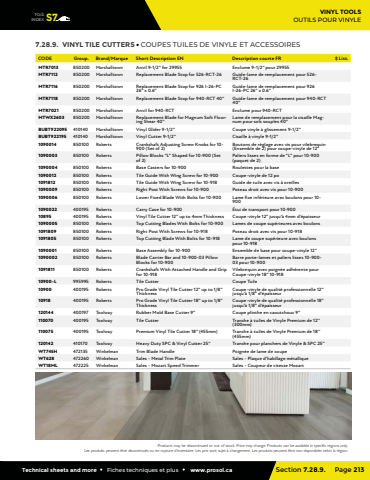 TOJE INDEX S7.
VINYL TOOLS
OUTILS POUR VINYLE
7.28.9. VINYL TILE CUTTERS • COUPES TUILES DE VINYLE ET ACCESSOIRES
CODE Group. Brand/Marque Short Description EN Description courte FR $ List.
MTR7013 850200 Marshalltown Anvil 9-1/2" for 29955 Enclume 9-1/2" pour 29955
MTR7112 850200 Marshalltown Replacement Blade Stop for 526-RCT-26 Guide-lame de remplacement pour 526-
RCT-26
MTR7116 850200 Marshalltown Replacement Blade Stop for 926 1-26-PC Guide-lame de remplacement pour 926
26" x 0.6" 1-26-PC 26" x 0.6"
MTR7118 850200 Marshalltown Replacement Blade for 940-RCT 40" Guide-lame de remplacement pour 940-RCT
40"
MTR7021 850200 Marshalltown Anvil for 940-RCT Enclume pour 940-RCT
MTWK2603 850200 Marshalltown Replacement Blade for Magnum Soft Floor- Lame de remplacement pour la cisaille Mag-
ing Shear 40" num pour sols souples 40"
BUBT92209S 410140 Marshalltown Vinyl Glider 9-1/2" Coupe vinyle à glissement 9-1/2"
BUBT92219S 410140 Marshalltown Vinyl Cutter 9-1/2" Cisaille à vinyle 9-1/2"
1090014 850100 Roberts Crankshaft Adjusting Screw Knobs for 10- Boutons de réglage avec vis pour vilebrequin
900 (Set of 2) (Ensemble de 2) pour coupe-vinyle de 12"
1090003 850100 Roberts Pillar Blocks "L" Shaped for 10-900 (Set Paliers lisses en forme de "L" pour 10-900
of 2) (paquet de 2)
1090004 850100 Roberts Base Casters for 10-900 Roulettes pour la base
1090012 850100 Roberts Tile Guide With Wing Screw for 10-900 Coupe-vinyle de 12 po
1091812 850100 Roberts Tile Guide With Wing Screw for 10-918 Guide de tuile avec vis à oreilles
1090009 850100 Roberts Right Post With Screws for 10-900 Poteau droit avec vis pour 10-900
1090006 850100 Roberts Lower Fixed Blade With Bolts for 10-900 Lame fixe inférieure avec boulons pour 10-
900
1090022 400195 Roberts Carry Case for 10-900 Étui de transport pour 10-900
10895 400195 Roberts Vinyl Tile Cutter 12" up to 4mm Thickness Coupe-vinyle 12" jusqu'à 4mm d'épaisseur
1090005 850100 Roberts Top Cutting Blades With Bolts for 10-900 Lames de coupe supérieures avec boulons
1091809 850100 Roberts Right Post With Screws for 10-918 Poteau droit avec vis pour 10-918
1091805 850100 Roberts Top Cutting Blade With Bolts for 10-918 Lame de coupe supérieure avec boulons
pour 10-918
1090001 850100 Roberts Base Assembly for 10-900 Ensemble de base pour coupe-vinyle 12"
1090002 850100 Roberts Blade Carrier Bar and 10-900-03 Pillow Barre porte-lames et paliers lisses 10-900-
Blocks for 10-900 03 pour 10-900
1091811 850100 Roberts Crankshaft With Attached Handle and Grip Vilebrequin avec poignée adhérente pour
for 10-918 Coupe-vinyle 18" 10-918
10900-L 995995 Roberts Tile Cutter Coupe Tuile
10900 400195 Roberts Pro Grade Vinyl Tile Cutter 12" up to 1/8" Coupe-vinyle de qualité professionnelle 12"
Thickness jusqu'à 1/8" d'épaisseur
10918 400195 Roberts Pro Grade Vinyl Tile Cutter 18" up to 1/8" Coupe-vinyle de qualité professionnelle 18"
Thickness jusqu'à 1/8" d'épaisseur
120144 400197 Toolway Rubber Mold Base Cutter 9" Coupe plinthe en caoutchouc 9"
110070 400195 Toolway Tile Cutter Tranche à tuiles de Vinyle Premium de 12"
(300mm)
110075 400195 Toolway Premium Vinyl Tile Cutter 18" (455mm) Tranche à tuiles de Vinyle Premium de 18"
(455mm)
120142 410170 Toolway Heavy Duty SPC & Vinyl Cutter 25" Tranche pour planchers de Vinyle & SPC 25"
WT745H 472135 Winkelman Trim Blade Handle Poignée de lame de coupe
WT428 472260 Winkelman Sales - Metal Trim Plate Sales - Plaque d'habillage métallique
WT18ML 472225 Winkelman Sales - Mozart Speed Trimmer Sales - Coupeur de vitesse Mozart
Products may be discontinued or out of stock. Price may change. Products can be available in specific regions only.
Les produits peuvent être discontinués ou en rupture d'inventaire. Les prix sont sujet à changement. Les produits peuvent être non disponibles selon la région.
Technical sheets and more • Fiches techniques et plus • www.prosol.ca Section 7.28.9. Page 213